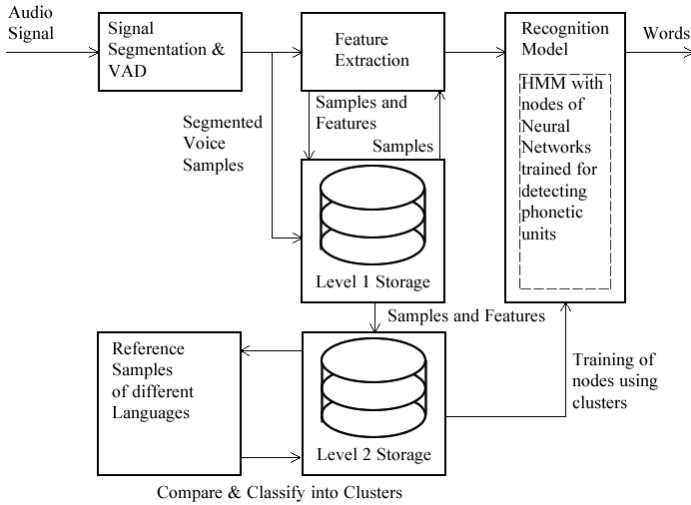 Audio
Signal
Signal
Segmentation &
VAD
Feature
Extraction
Recognition
Model
Words
HMM with
nodes of
Neural
Networks
trained for
detecting
phonetic
units
Segmented
Voice
Samples
Samples and
Features
Samples
Level 1 Storage
Samples and Features
Reference
Samples
of different
Languages
Level 2 Storage
Training of
nodes using
clusters
Compare & Classify into Clusters